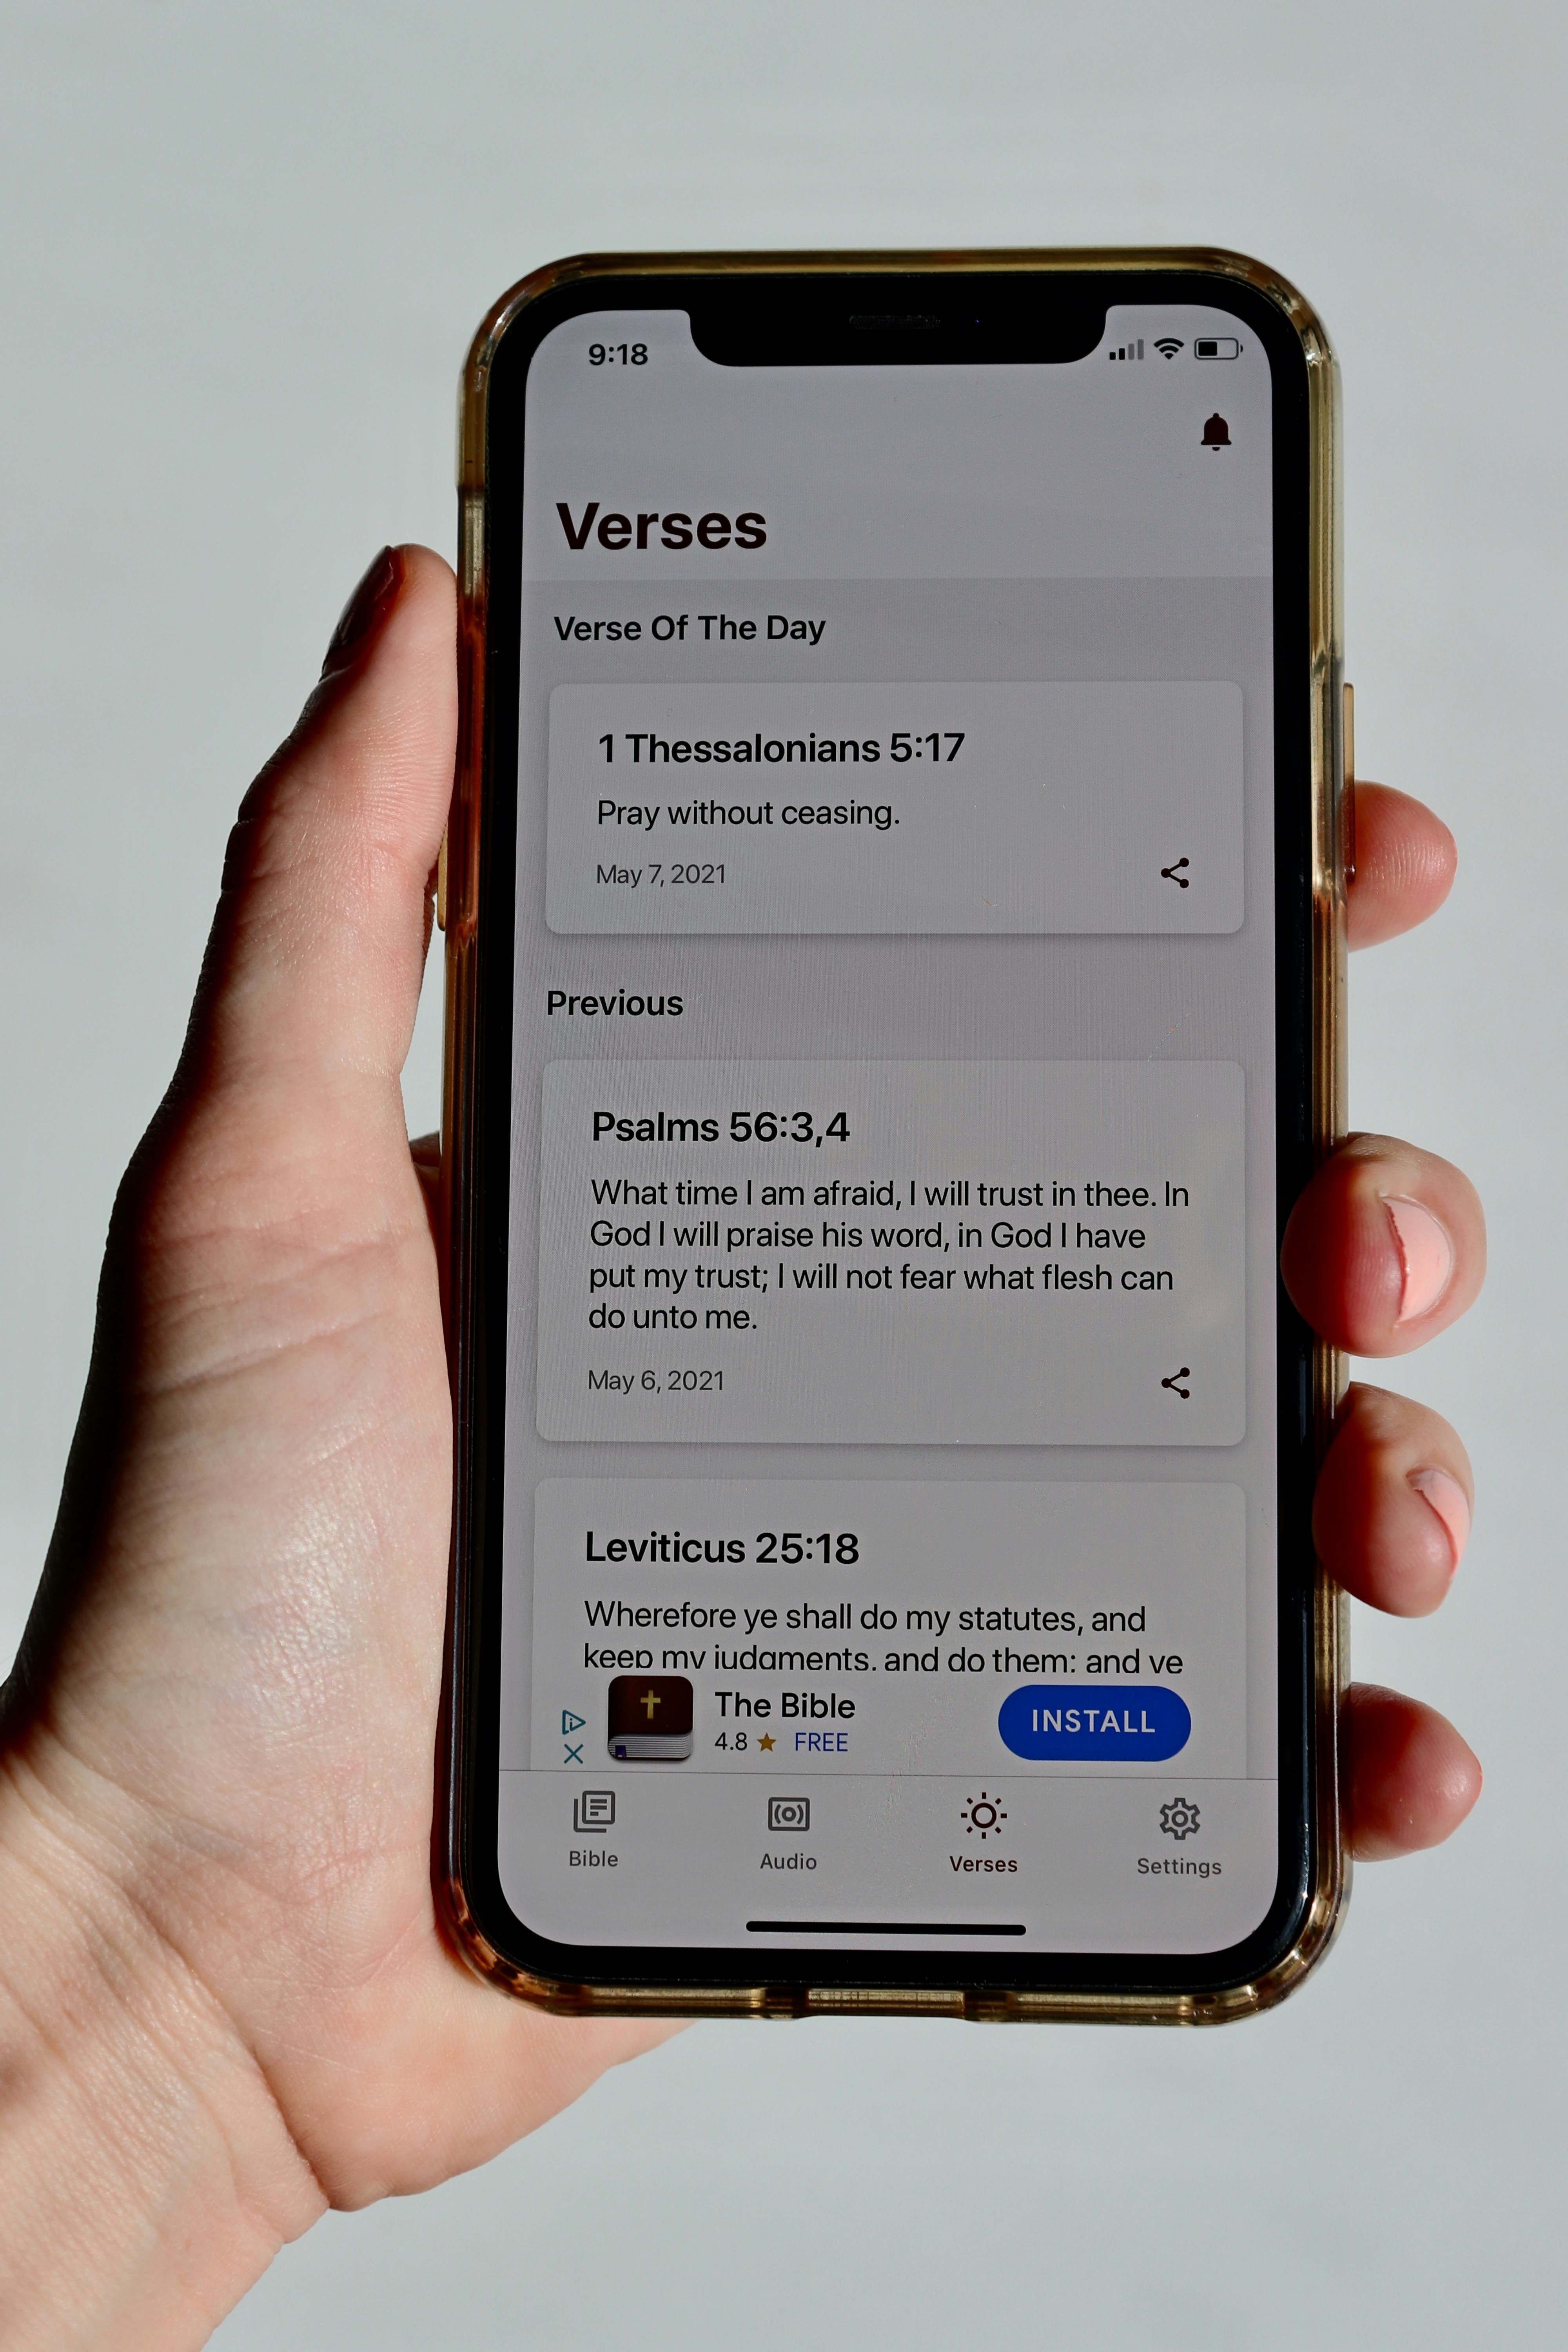 9:18
Verses
Verse Of The Day
1 Thessalonians 5:17
Pray without ceasing.
May 7, 2021
Previous
Psalms 56:3,4
What time I am afraid, I will trust in thee. In
God I will praise his word, in God I have
put my trust; I will not fear what flesh can
do unto me.
May 6, 2021
Leviticus 25:18
Wherefore ye shall do my statutes, and
keep my judgments, and do them; and ye
The Bible
4.8 ★ FREE
INSTALL
Bible
Audio
Verses
Settings